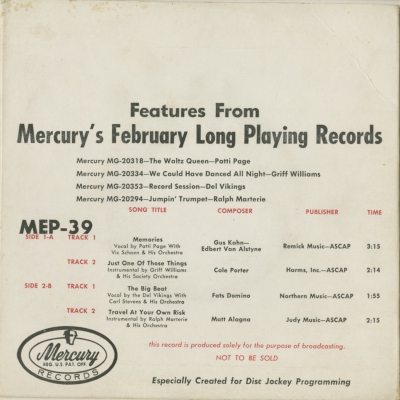 Features From
Mercury's February Long Playing Records
Mercury MG-20318—The Waltz Queen—Patti Page
Mercury MG-20334—We Could Have Danced All Night—Griff Williams
Mercury MG-20353—Record Session—Del Vikings
Mercury MG-20294—Jumpin' Trumpet—Ralph Marterie
SONG TITLE COMPOSER PUBLISHER TIME
MEP-39
SIDE 1-A TRACK 1 Memories Gus Kahn— Remick Music—ASCAP 3:15
Vocal by Patti Page With Edbert Van Alstyne
Vic Schoen & His Orchestra
TRACK 2 Just One Of Those Things Cole Porter Harms, Inc.—ASCAP 2:14
Instrumental by Griff Williams
& His Society Orchestra
SIDE 2-B TRACK 1 The Big Beat Fats Domino Northern Music—ASCAP 1:55
Vocal by the Del Vikings With
Carl Stevens & His Orchestra
TRACK 2 Travel At Your Own Risk Matt Alagna Judy Music—ASCAP 2:15
Instrumental by Ralph Marterie
& His Orchestra
this record is produced solely for the purpose of broadcasting.
NOT TO BE SOLD
Mercury
REG. U.S. PAT. OFF.
RECORDS
Especially Created for Disc Jockey Programming